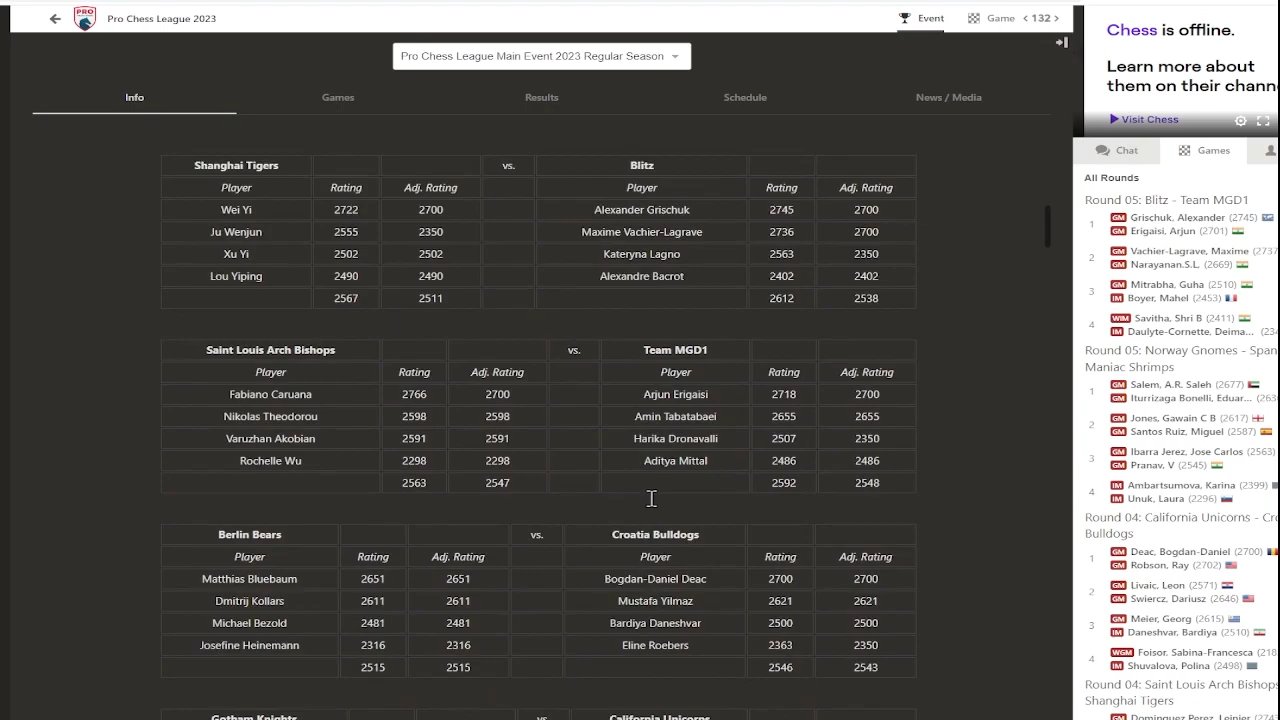 Pro Chess League 2023
Event
Game
132
Pro Chess League Main Event 2023 Regular Season
Info
Games
Results
Schedule
News / Media
Shanghai Tigers vs. Blitz
Player Rating Adj. Rating Player Rating Adj. Rating
Wei Yi 2722 2700 Alexander Grischuk 2745 2700
Ju Wenjun 2555 2350 Maxime Vachier-Lagrave 2736 2700
Xu Yi 2502 2502 Kateryna Lagno 2563 2350
Lou Yiping 2490 2490 Alexandre Bacrot 2402 2402
2567 2511 2612 2538
Saint Louis Arch Bishops vs. Team MGD1
Player Rating Adj. Rating Player Rating Adj. Rating
Fabiano Caruana 2766 2700 Arjun Erigaisi 2718 2700
Nikolas Theodorou 2598 2598 Amin Tabatabaei 2655 2655
Varuzhan Akobian 2591 2591 Harika Dronavalli 2507 2350
Rochelle Wu 2298 2298 Aditya Mittal 2486 2486
2563 2547 2592 2548
Berlin Bears vs. Croatia Bulldogs
Player Rating Adj. Rating Player Rating Adj. Rating
Matthias Bluebaum 2651 2651 Bogdan-Daniel Deac 2700 2700
Dmitrij Kollars 2611 2611 Mustafa Yilmaz 2621 2621
Michael Bezold 2481 2481 Bardiya Daneshvar 2500 2500
Josefine Heinemann 2316 2316 Eline Roebers 2363 2350
2515 2515 2546 2543
Gotham Knights vs. California Unicorns
Chess is offline.
Learn more about
them on their chann
Visit Chess
Chat
Games
All Rounds
Round 05: Blitz - Team MGD1
1
GM Grischuk, Alexander (2745)
GM Erigaisi, Arjun (2701)
2
GM Vachier-Lagrave, Maxime (2737
GM Narayanan.S.L. (2669)
3
GM Mitrabha, Guha (2510)
IM Boyer, Mahel (2453)
4
WIM Savitha, Shri B (2411)
IM Daulyte-Cornette, Deima... (234
Round 05: Norway Gnomes - Span
Maniac Shrimps
1
GM Salem, A.R. Saleh (2677)
GM Iturrizaga Bonelli, Eduar... (263
2
GM Jones, Gawain C B (2617)
GM Santos Ruiz, Miguel (2587)
3
GM Ibarra Jerez, Jose Carlos (2563)
GM Pranav, V (2545)
4
IM Ambartsumova, Karina (2399)
IM Unuk, Laura (2296)
Round 04: California Unicorns - Cro
Bulldogs
1
GM Deac, Bogdan-Daniel (2700)
GM Robson, Ray (2702)
2
GM Livaic, Leon (2571)
GM Swiercz, Dariusz (2646)
3
GM Meier, Georg (2615)
IM Daneshvar, Bardiya (2510)
4
WGM Foisor, Sabina-Francesca (218
IM Shuvalova, Polina (2498)
Round 04: Saint Louis Arch Bishops
Shanghai Tigers
GM Dominguez Perez, Leinier (274